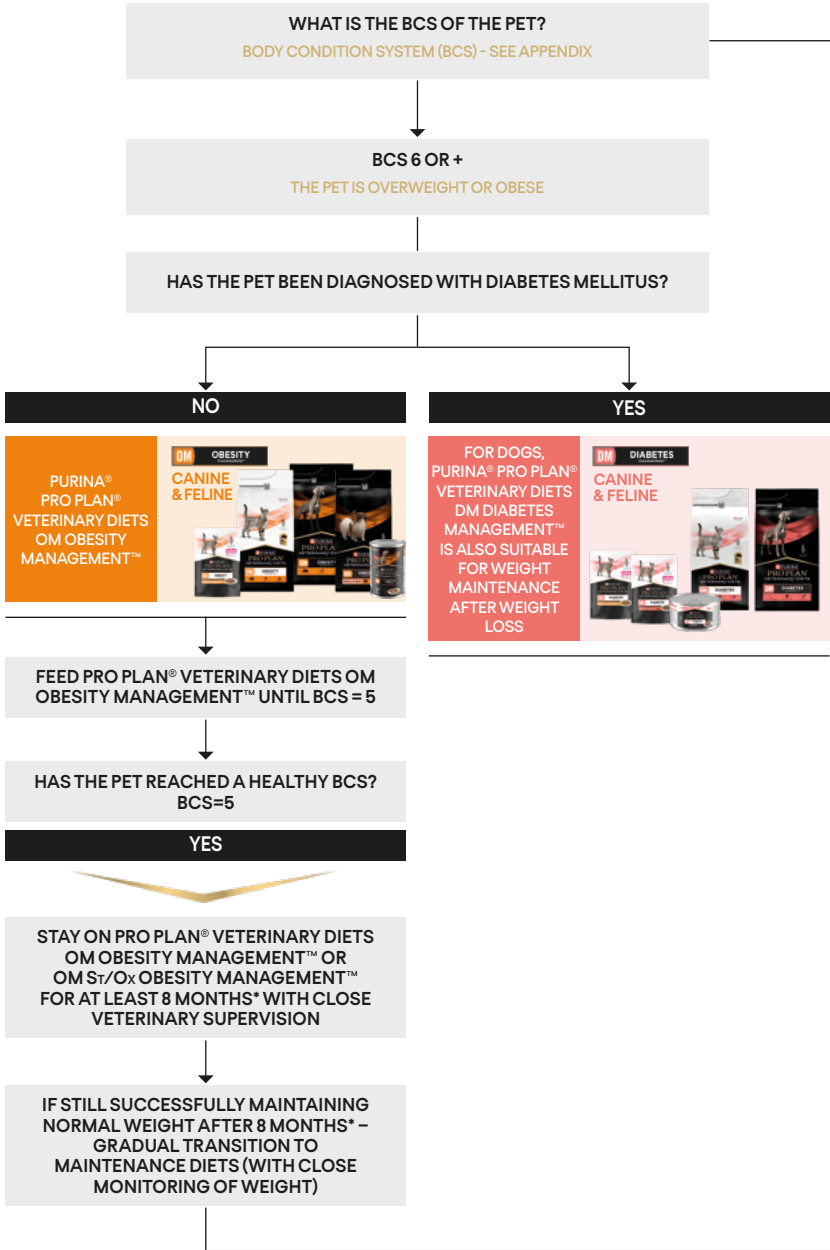 WHAT IS THE BCS OF THE PET?
BODY CONDITION SYSTEM (BCS) - SEE APPENDIX
BCS 6 OR +
THE PET IS OVERWEIGHT OR OBESE
HAS THE PET BEEN DIAGNOSED WITH DIABETES MELLITUS?
NO
PURINA®
PRO PLAN®
VETERINARY DIETS
OM OBESITY
MANAGEMENT™
OM OBESITY
CANINE
& FELINE
YES
FOR DOGS,
PURINA® PRO PLAN®
VETERINARY DIETS
DM DIABETES
MANAGEMENT™
IS ALSO SUITABLE
FOR WEIGHT
MAINTENANCE
AFTER WEIGHT
LOSS
DM DIABETES
CANINE
& FELINE
FEED PRO PLAN® VETERINARY DIETS OM
OBESITY MANAGEMENT™ UNTIL BCS = 5
HAS THE PET REACHED A HEALTHY BCS?
BCS=5
YES
STAY ON PRO PLAN® VETERINARY DIETS
OM OBESITY MANAGEMENT™ OR
OM ST/OX OBESITY MANAGEMENT™
FOR AT LEAST 8 MONTHS* WITH CLOSE
VETERINARY SUPERVISION
IF STILL SUCCESSFULLY MAINTAINING
NORMAL WEIGHT AFTER 8 MONTHS* –
GRADUAL TRANSITION TO
MAINTENANCE DIETS (WITH CLOSE
MONITORING OF WEIGHT)